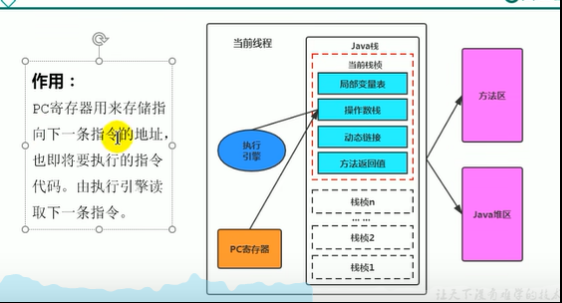 作用：
PC寄存器用来存储指
向下一条指令的地址，
也即将要执行的指令
代码。由执行引擎读
取下一条指令。
当前线程
Java栈
当前栈桢
局部变量表
操作数栈
动态链接
方法返回值
栈桢n
... ...
栈桢2
栈桢1
执行
引擎
PC寄存器
方法区
Java堆区
让天下没有难学的技术